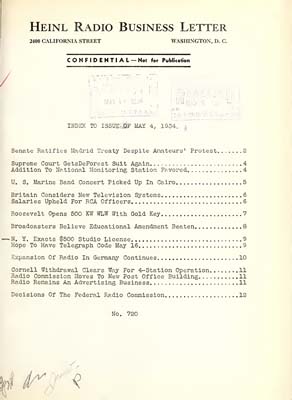 HEINL RADIO BUSINESS LETTER
2400 CALIFORNIA STREET WASHINGTON, D. C.
CONFIDENTIAL—Not for Publication
INDEX TO ISSUE OF MAY 4, 1934.
Senate Ratifies Madrid Treaty Despite Amateurs' Protest.......2
Supreme Court GetsDeForest Suit Again.......4
Addition To National Monitoring Station Favored.......4
U. S. Marine Band Concert Picked Up In Cairo.......5
Britain Considers New Television Systems.......6
Salaries Upheld For RCA Officers.......6
Roosevelt Opens 500 KW WLW With Gold Key.......7
Broadcasters Believe Educational Amendment Beaten.......8
N. Y. Exacts $500 Studio License.......9
Hope To Have Telegraph Code May 16.......9
Expansion Of Radio In Germany Continues.......10
Cornell Withdrawal Clears Way For 4-Station Operation.......11
Radio Commission Moves To New Post Office Building.......11
Radio Remains An Advertising Business.......11
Decisions Of The Federal Radio Commission.......12
No. 720